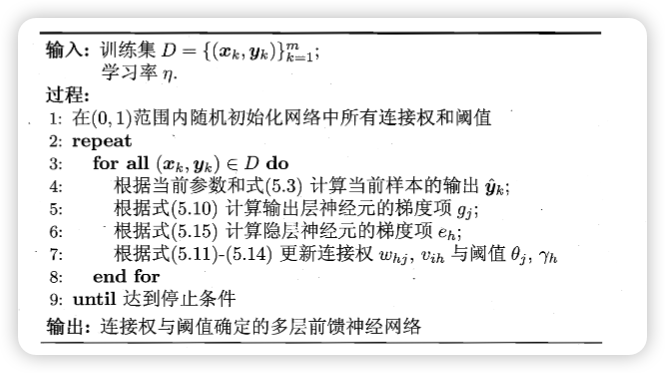 输入: 训练集 $D = \{(\boldsymbol{x}_k, \boldsymbol{y}_k)\}_{k=1}^{m}$;
学习率 $\eta$.
过程:
1: 在(0, 1)范围内随机初始化网络中所有连接权和阈值
2: repeat
3: for all $(\boldsymbol{x}_k, \boldsymbol{y}_k) \in D$ do
4: 根据当前参数和式(5.3) 计算当前样本的输出 $\hat{\boldsymbol{y}}_k$;
5: 根据式(5.10) 计算输出层神经元的梯度项 $g_j$;
6: 根据式(5.15) 计算隐层神经元的梯度项 $e_h$;
7: 根据式(5.11)-(5.14) 更新连接权 $w_{hj}$, $v_{ih}$ 与阈值 $\theta_j$, $\gamma_h$
8: end for
9: until 达到停止条件
输出: 连接权与阈值确定的多层前馈神经网络